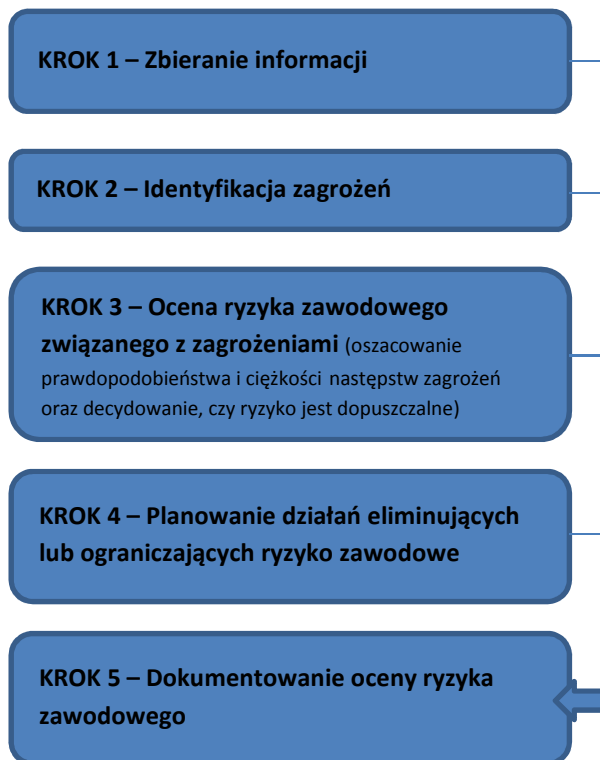 KROK 1 – Zbieranie informacji
KROK 2 – Identyfikacja zagrożeń
KROK 3 – Ocena ryzyka zawodowego
związanego z zagrożeniami (oszacowanie
prawdopodobieństwa i ciężkości następstw zagrożeń
oraz decydowanie, czy ryzyko jest dopuszczalne)
KROK 4 – Planowanie działań eliminujących
lub ograniczających ryzyko zawodowe
KROK 5 – Dokumentowanie oceny ryzyka
zawodowego